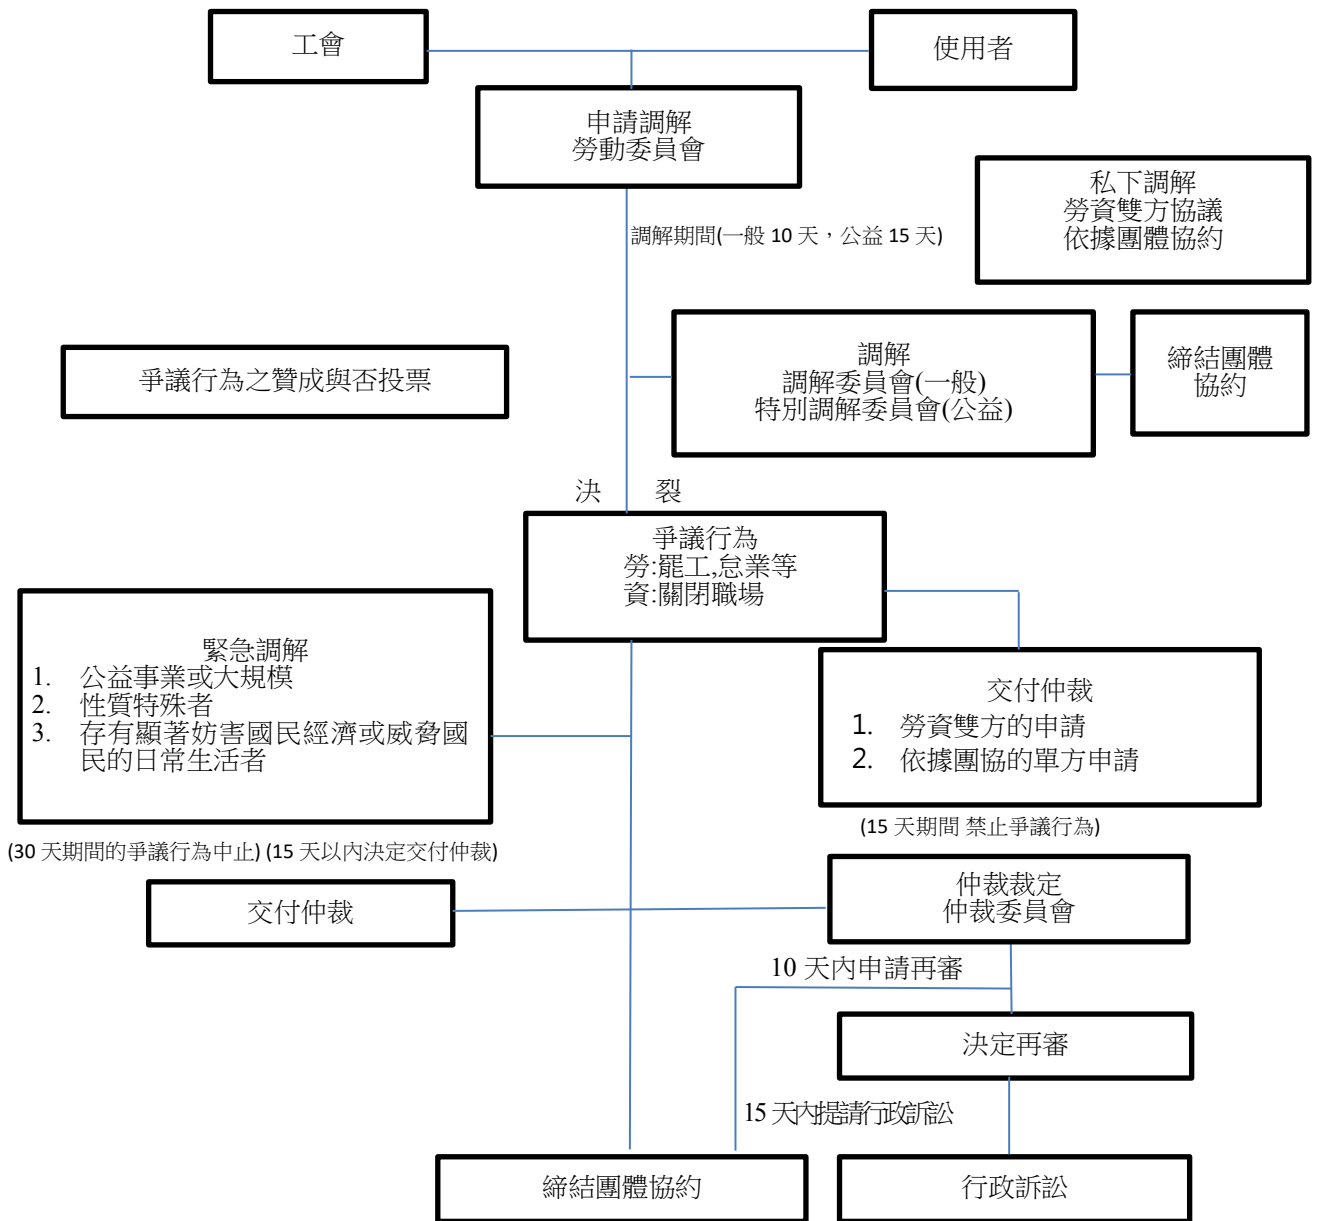 工會
使用者
申請調解
勞動委員會
私下調解
勞資雙方協議
依據團體協約
調解期間(一般 10 天，公益 15 天)
爭議行為之贊成與否投票
調解
調解委員會(一般)
特別調解委員會(公益)
締結團體
協約
決 裂
爭議行為
勞:罷工,怠業等
資:關閉職場
緊急調解
1. 公益事業或大規模
2. 性質特殊者
3. 存有顯著妨害國民經濟或威脅國
民的日常生活者
交付仲裁
1. 勞資雙方的申請
2. 依據團協的單方申請
(15 天期間 禁止爭議行為)
(30 天期間的爭議行為中止) (15 天以內決定交付仲裁)
交付仲裁
仲裁裁定
仲裁委員會
10 天內申請再審
決定再審
15 天內提請行政訴訟
締結團體協約
行政訴訟